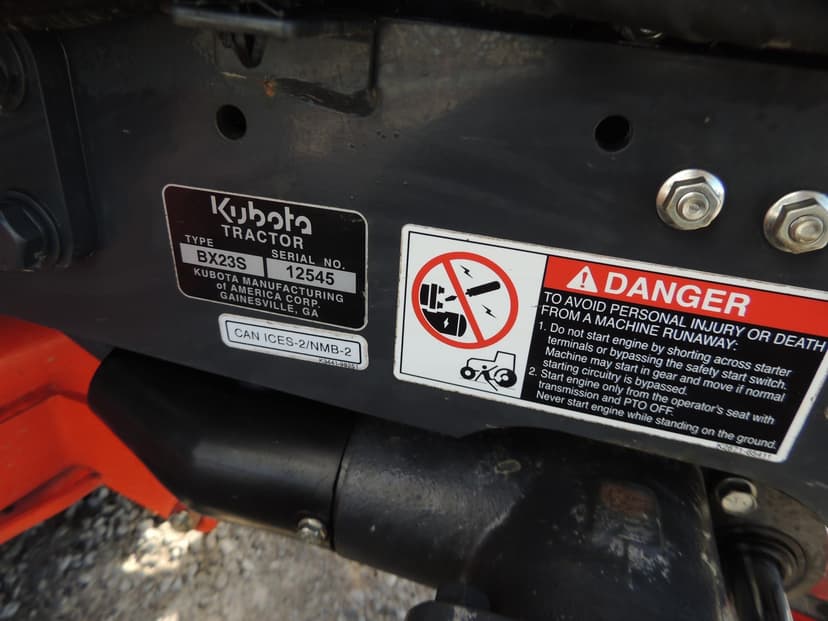 Kubota
TRACTOR
TYPE SERIAL NO.
BX23S 12545
KUBOTA MANUFACTURING
of AMERICA CORP.
GAINESVILLE, GA
CAN ICES-2/NMB-2
DANGER
TO AVOID PERSONAL INJURY OR DEATH
FROM A MACHINE RUNAWAY:
1. Do not start engine by shorting across starter
terminals or bypassing the safety start switch.
Machine may start in gear and move if normal
starting circuitry is bypassed.
2. Start engine only from the operator's seat with
transmission and PTO OFF.
Never start engine while standing on the ground.